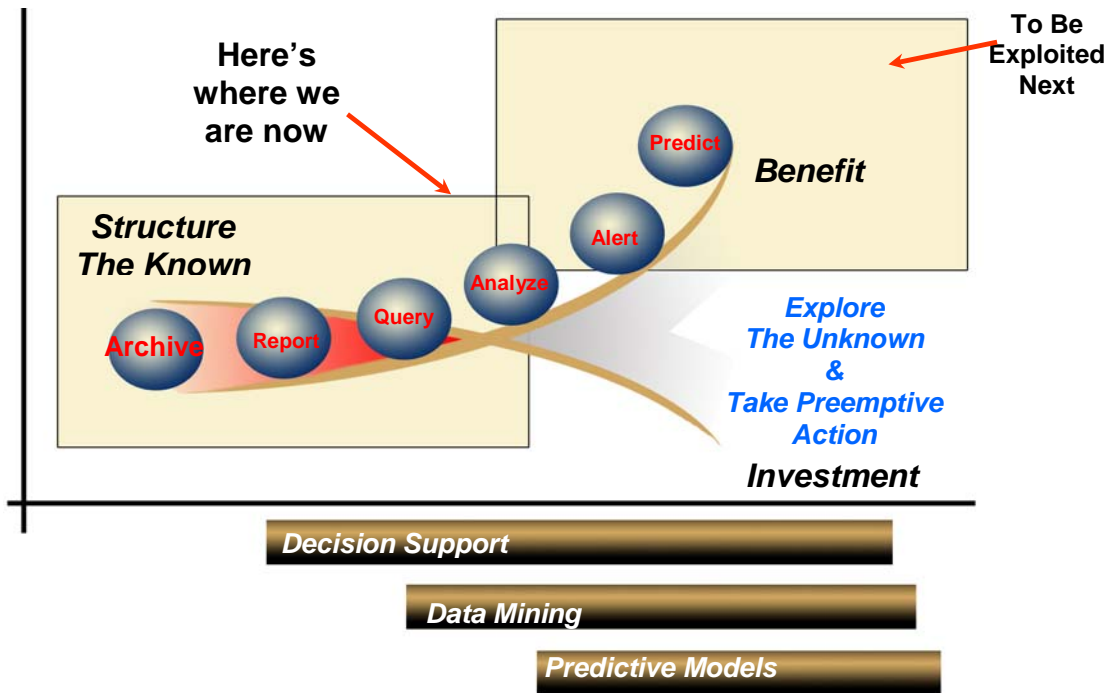 Here's
where we
are now
To Be
Exploited
Next
Predict
Benefit
Structure
The Known
Alert
Analyze
Query
Report
Archive
Explore
The Unknown
&
Take Preemptive
Action
Investment
Decision Support
Data Mining
Predictive Models